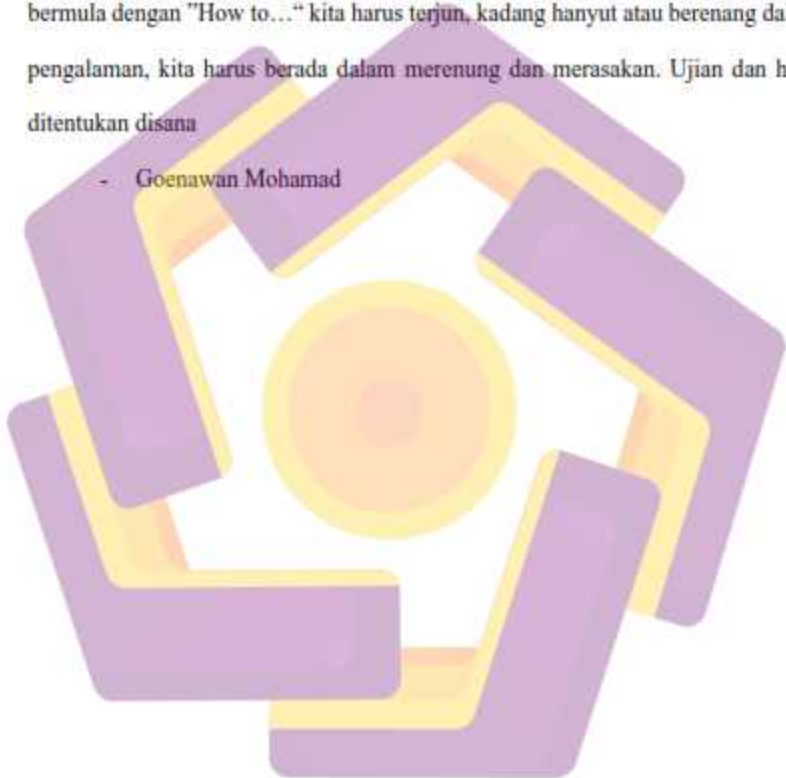 bermula dengan ”How to…“ kita harus terjun, kadang hanyut atau berenang da
pengalaman, kita harus berada dalam merenung dan merasakan. Ujian dan h
ditentukan disana
- Goenawan Mohamad